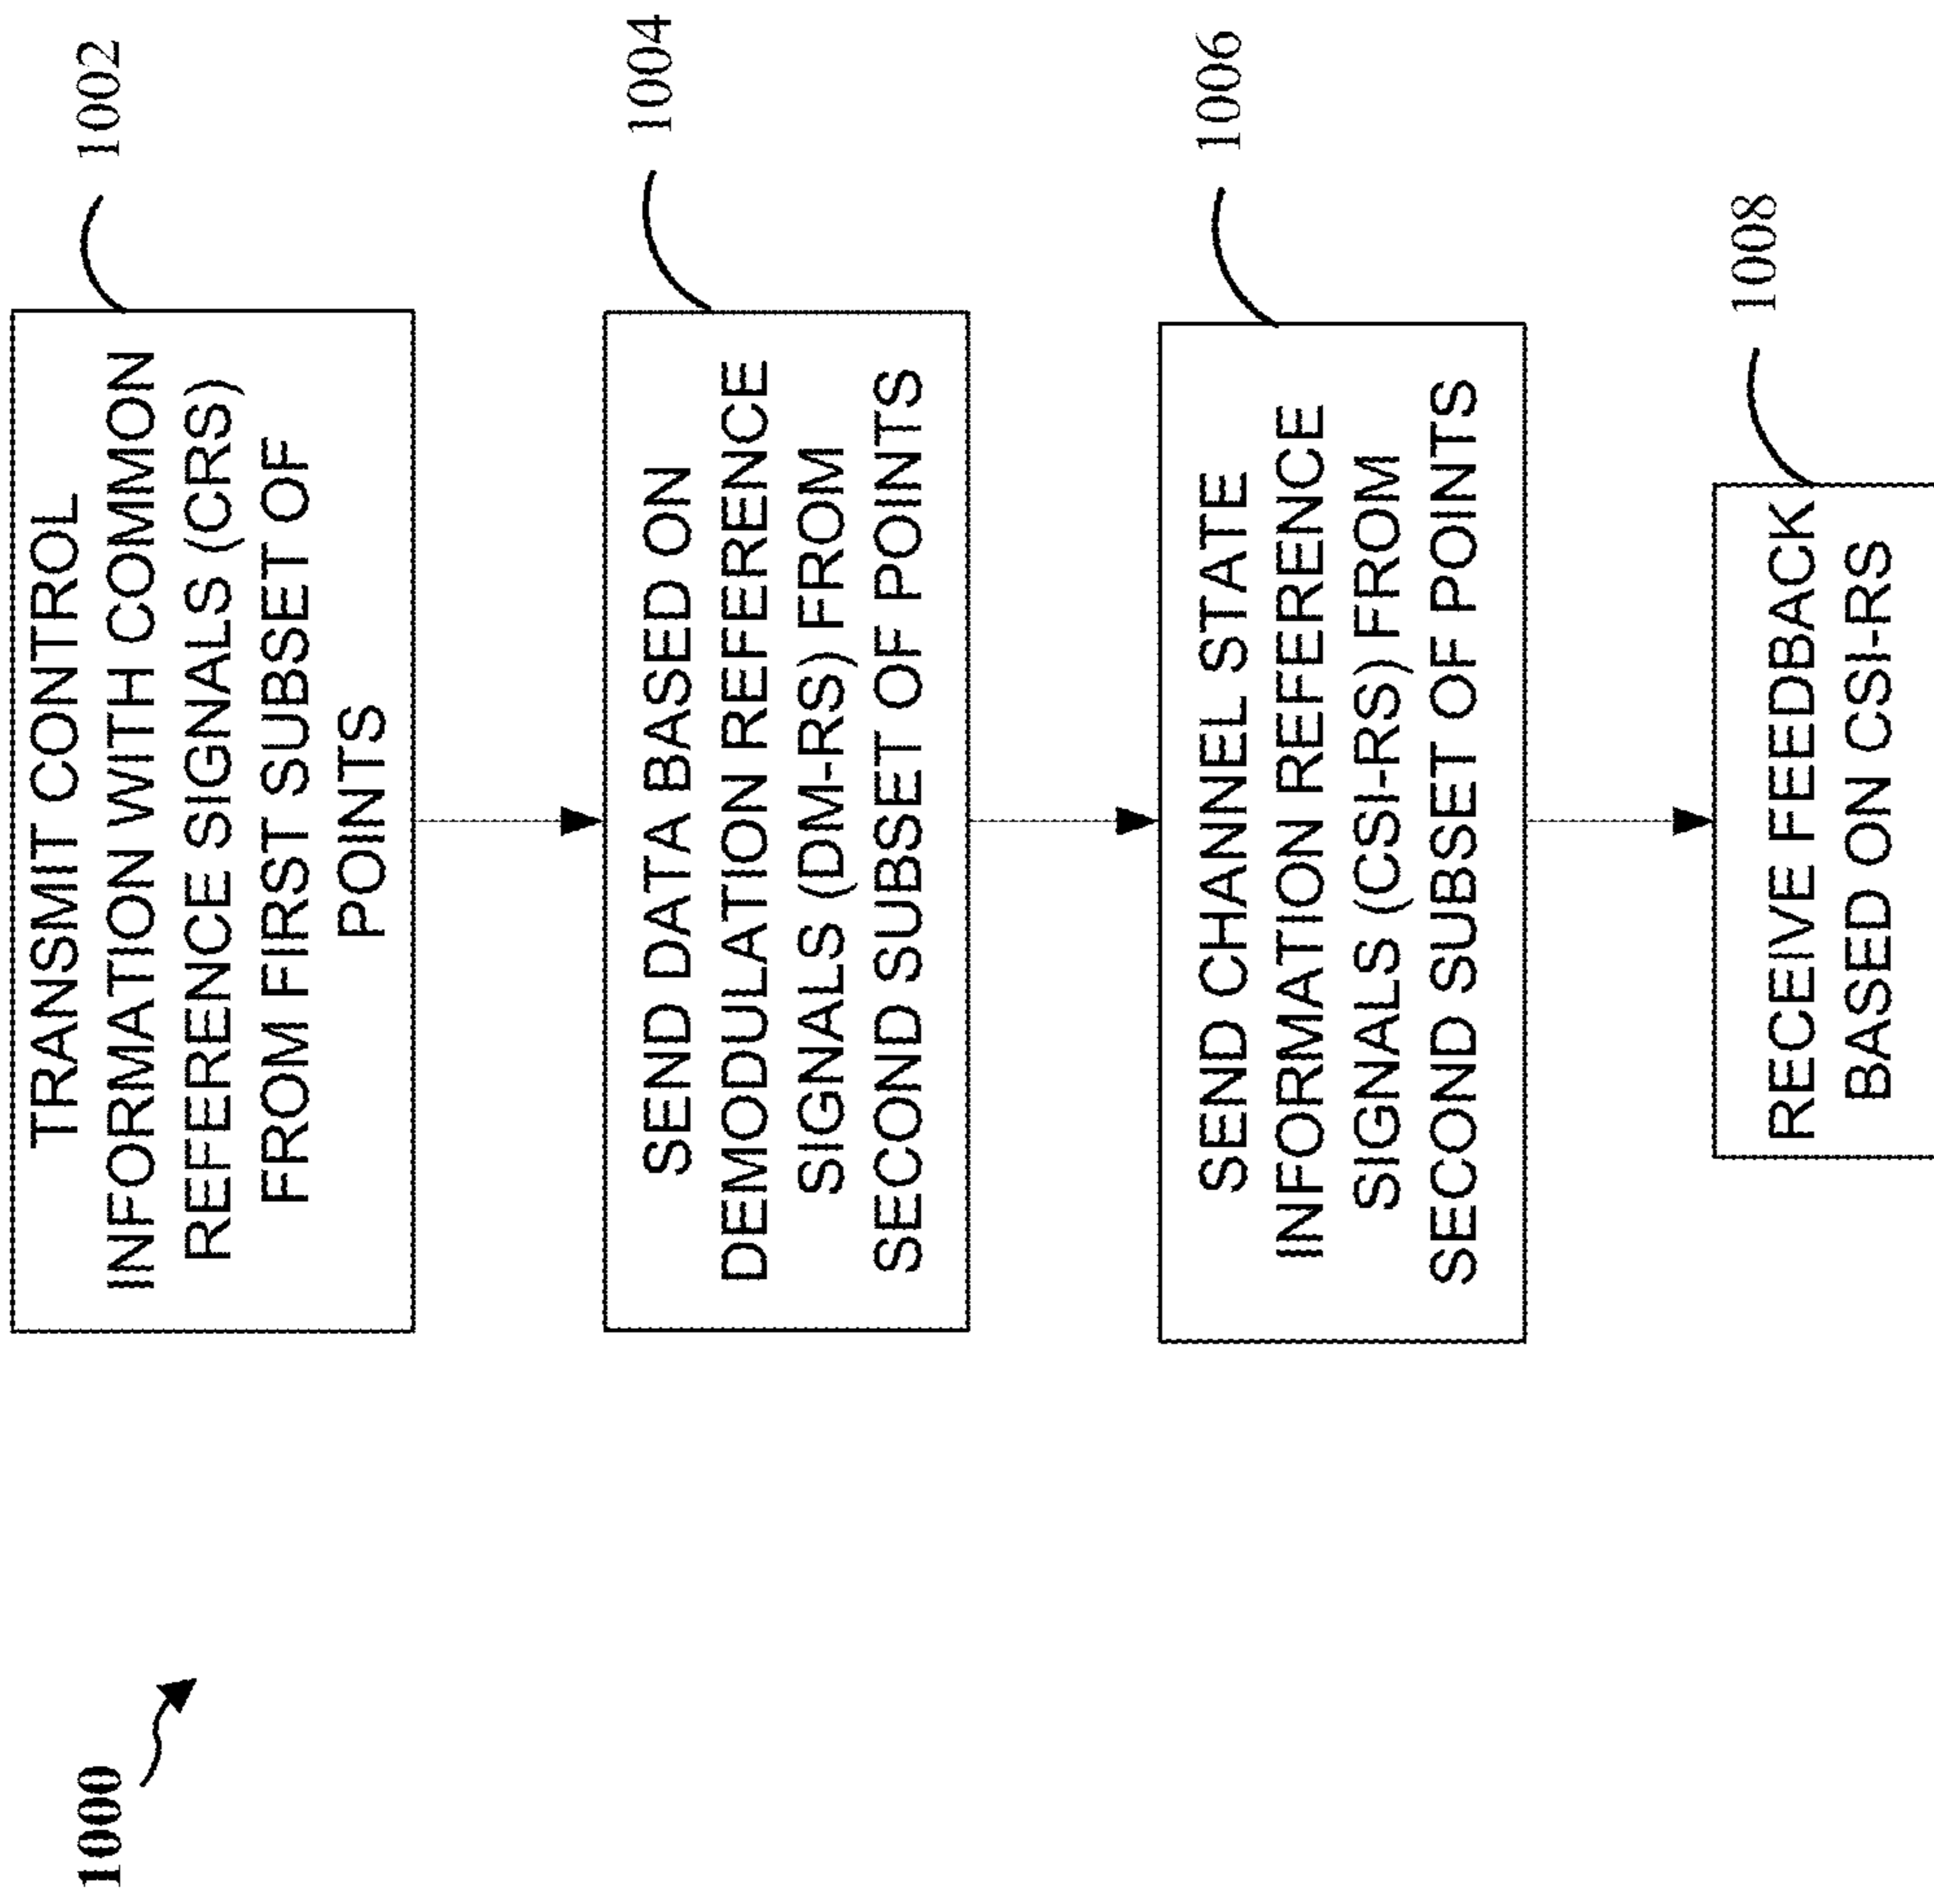 1000
TRANSMIT CONTROL
INFORMATION WITH COMMON
REFERENCE SIGNALS (CRS)
FROM FIRST SUBSET OF
POINTS
1002
SEND DATA BASED ON
DEMODULATION REFERENCE
SIGNALS (DM-RS) FROM
SECOND SUBSET OF POINTS
1004
SEND CHANNEL STATE
INFORMATION REFERENCE
SIGNALS (CSI-RS) FROM
SECOND SUBSET OF POINTS
1006
RECEIVE FEEDBACK
BASED ON CSI-RS
1008